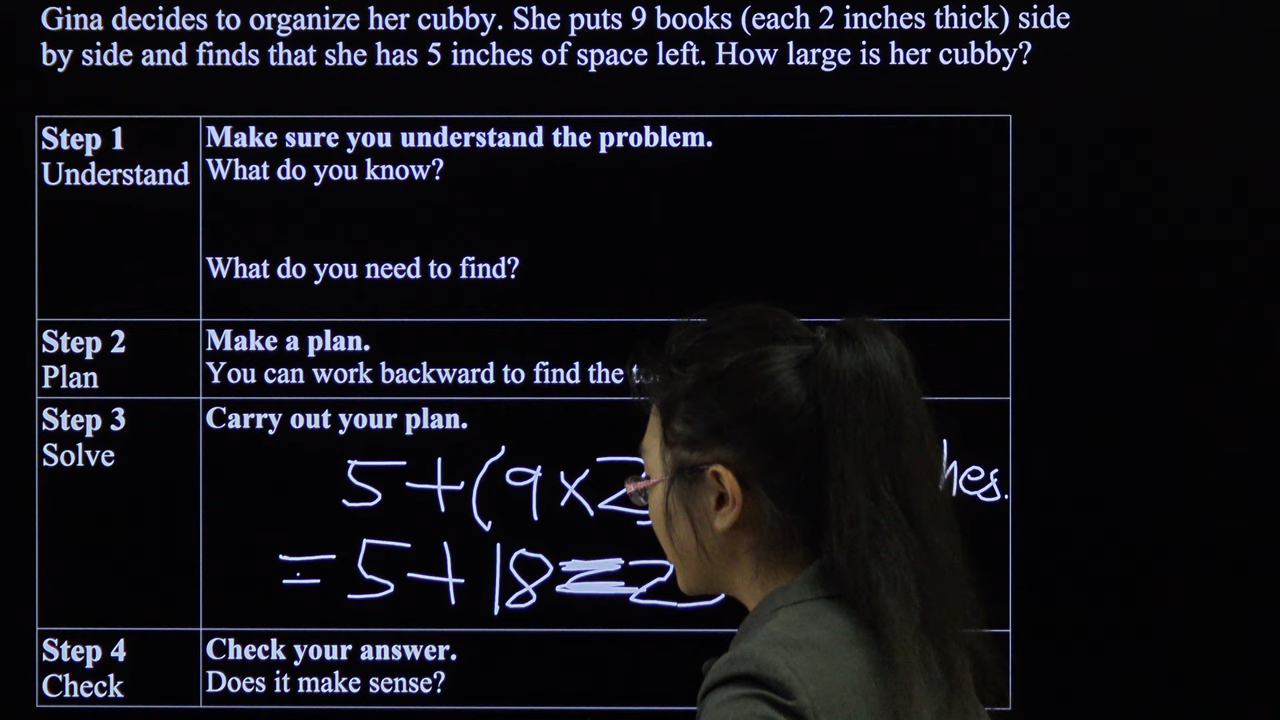 Gina decides to organize her cubby. She puts 9 books (each 2 inches thick) side
by side and finds that she has 5 inches of space left. How large is her cubby?
Step 1
Understand
Make sure you understand the problem.
What do you know?
What do you need to find?
Step 2
Plan
Make a plan.
You can work backward to find the
Step 3
Solve
Carry out your plan.
5+(9×2
=5+18=2
Step 4
Check
Check your answer.
Does it make sense?